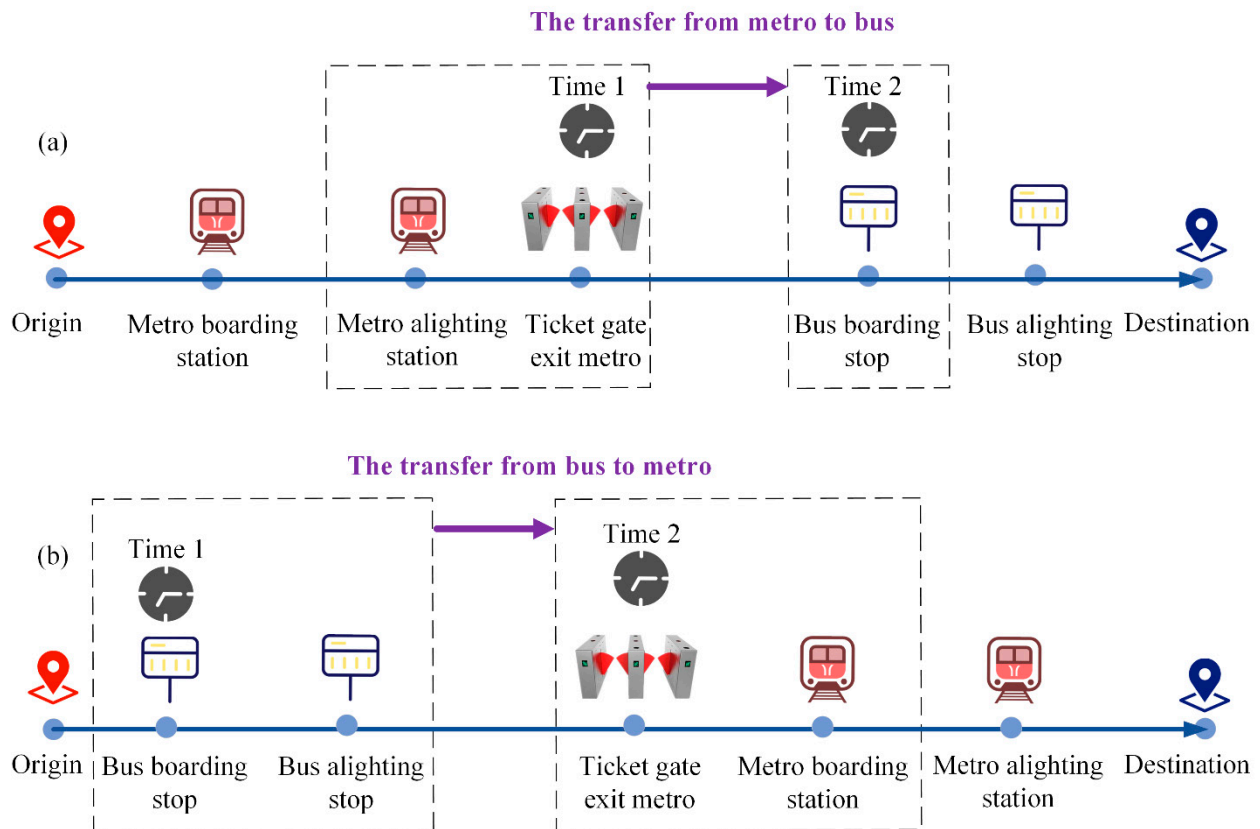 The transfer from metro to bus
Time 1
Time 2
(a)
Origin
Metro boarding
station
Metro alighting
station
Ticket gate
exit metro
Bus boarding
stop
Bus alighting
stop
Destination
The transfer from bus to metro
Time 1
Time 2
(b)
Origin
Bus boarding
stop
Bus alighting
stop
Ticket gate
exit metro
Metro boarding
station
Metro alighting
station
Destination